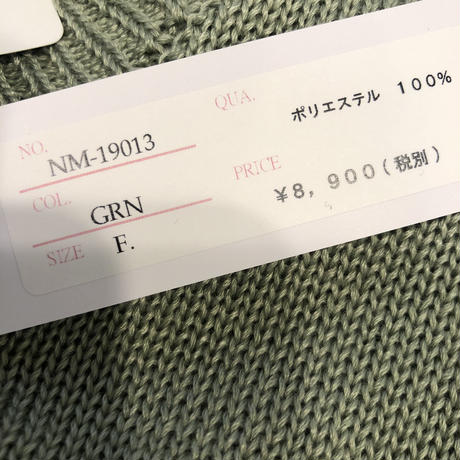 NO. NM-19013
COL. GRN
SIZE F.
QUA. ポリエステル 100%
PRICE ¥8,900(税別)